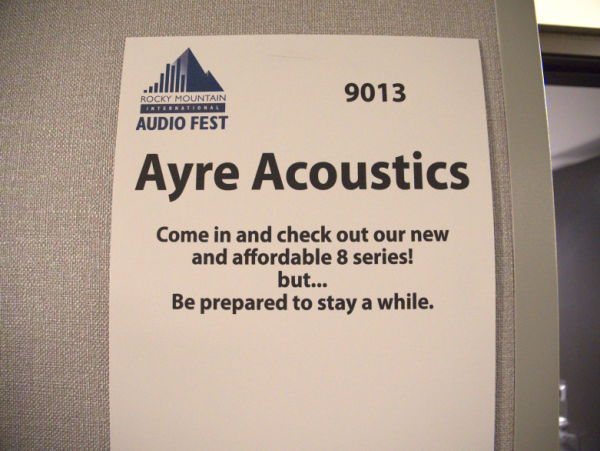 9013
ROCKY MOUNTAIN
INTERNATIONAL
AUDIO FEST
Ayre Acoustics
Come in and check out our new
and affordable 8 series!
but...
Be prepared to stay a while.